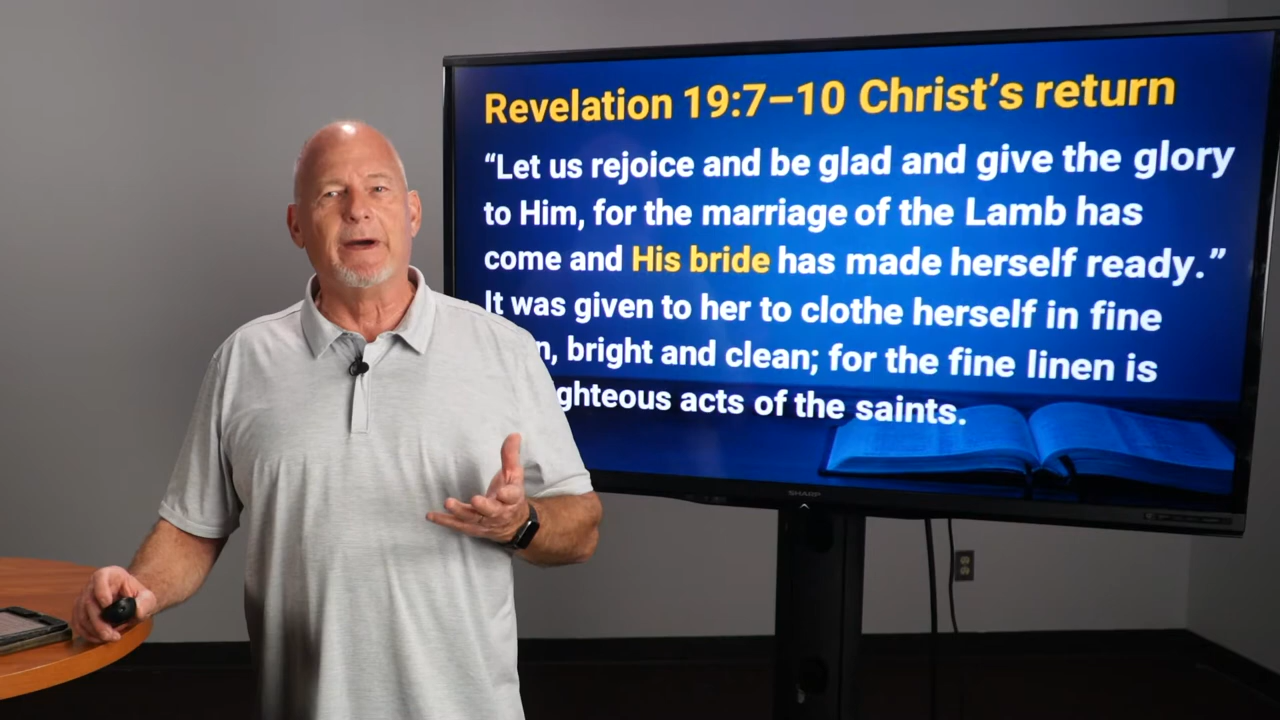 Revelation 19:7–10 Christ's return
“Let us rejoice and be glad and give the glory
to Him, for the marriage of the Lamb has
come and His bride has made herself ready.”
It was given to her to clothe herself in fine
bright and clean; for the fine linen is
acts of the saints.
SHARP